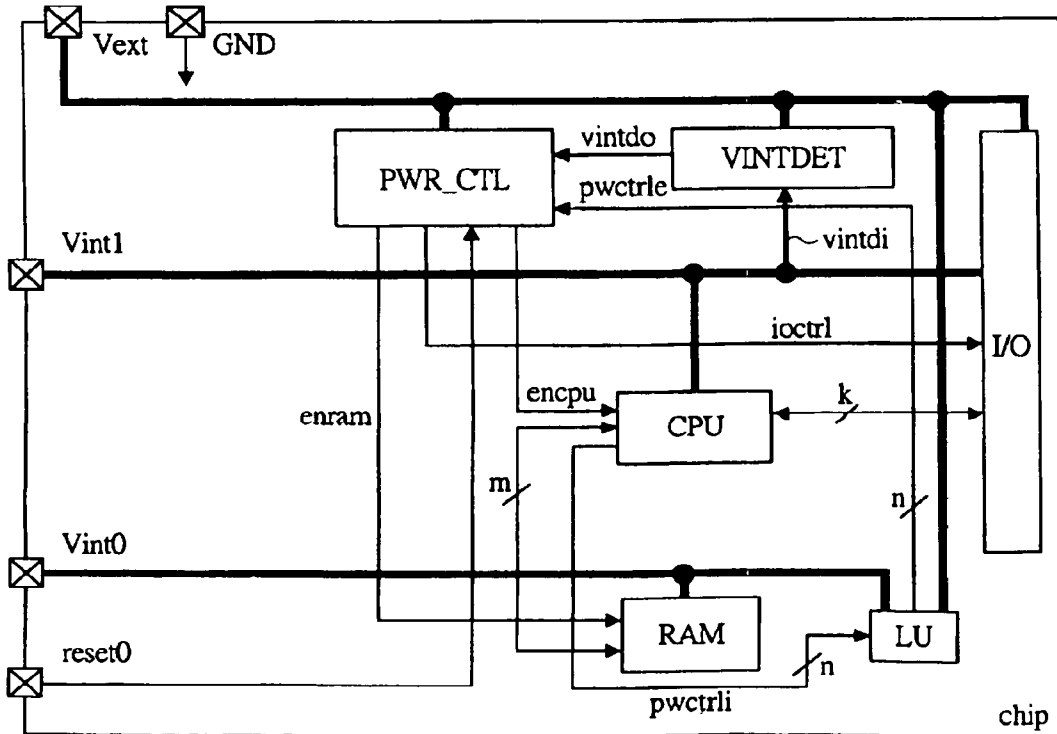 Vext
GND
vintdo
VINTDET
PWR_CTL
pwctrle
Vint1
vintdi
ioctrl
I/O
encpu
k
enram
CPU
m
n
Vint0
RAM
LU
reset0
n
pwctrli
chip